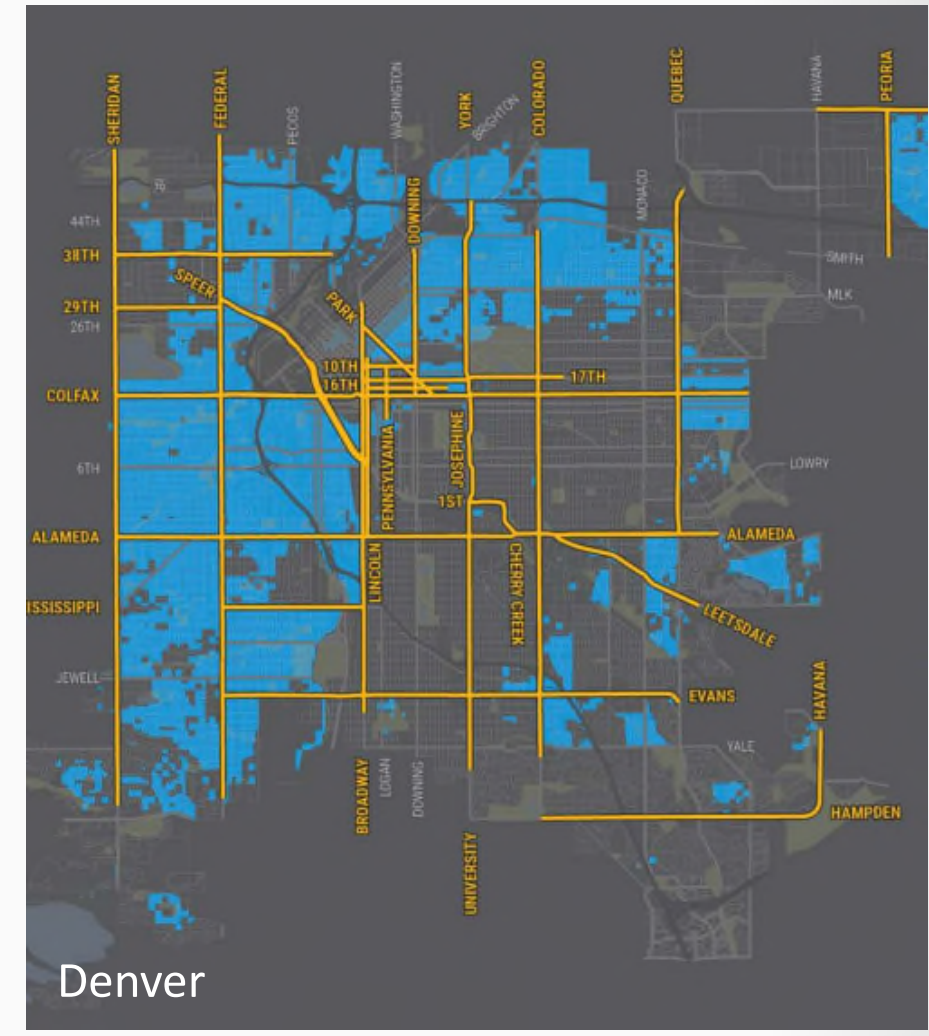 SHERIDAN
FEDERAL
PECOS
WASHINGTON
YORK
BRIGHTON
COLORADO
QUEBEC
HAVANA
PEORIA
70
44TH
38TH
DOWNING
MONACO
SMITH
SPEER
29TH
PARK
MLK
26TH
10TH
16TH
17TH
COLFAX
PENNSYLVANIA
JOSEPHINE
6TH
LOWRY
1ST
ALAMEDA
ALAMEDA
LINCOLN
CHERRY CREEK
ISSISSIPPI
LEETSDALE
JEWELL
EVANS
HAVANA
YALE
BROADWAY
LOGAN
DOWNING
UNIVERSITY
HAMPDEN
Denver